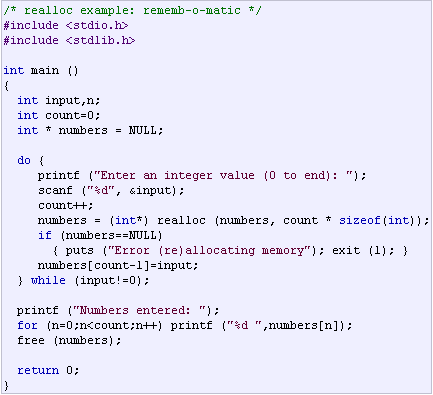 /* realloc example: rememb-o-matic */
#include <stdio.h>
#include <stdlib.h>

int main ()
{
  int input,n;
  int count=0;
  int * numbers = NULL;

  do {
     printf ("Enter an integer value (0 to end): ");
     scanf ("%d", &input);
     count++;
     numbers = (int*) realloc (numbers, count * sizeof(int));
     if (numbers==NULL)
       { puts ("Error (re)allocating memory"); exit (1); }
     numbers[count-1]=input;
  } while (input!=0);

  printf ("Numbers entered: ");
  for (n=0;n<count;n++) printf ("%d ",numbers[n]);
  free (numbers);

  return 0;
}